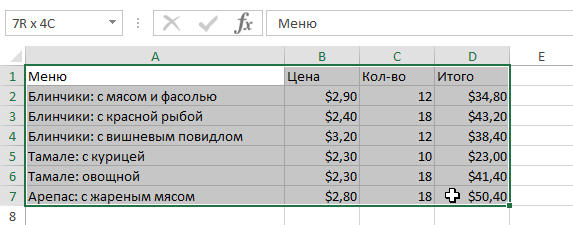 7R x 4C fx Меню
A B C D E
1 Меню Цена Кол-во Итого
2 Блинчики: с мясом и фасолью $2,90 12 $34,80
3 Блинчики: с красной рыбой $2,40 18 $43,20
4 Блинчики: с вишневым повидлом $3,20 12 $38,40
5 Тамале: с курицей $2,30 10 $23,00
6 Тамале: овощной $2,30 18 $41,40
7 Арепас: с жареным мясом $2,80 18 $50,40
8